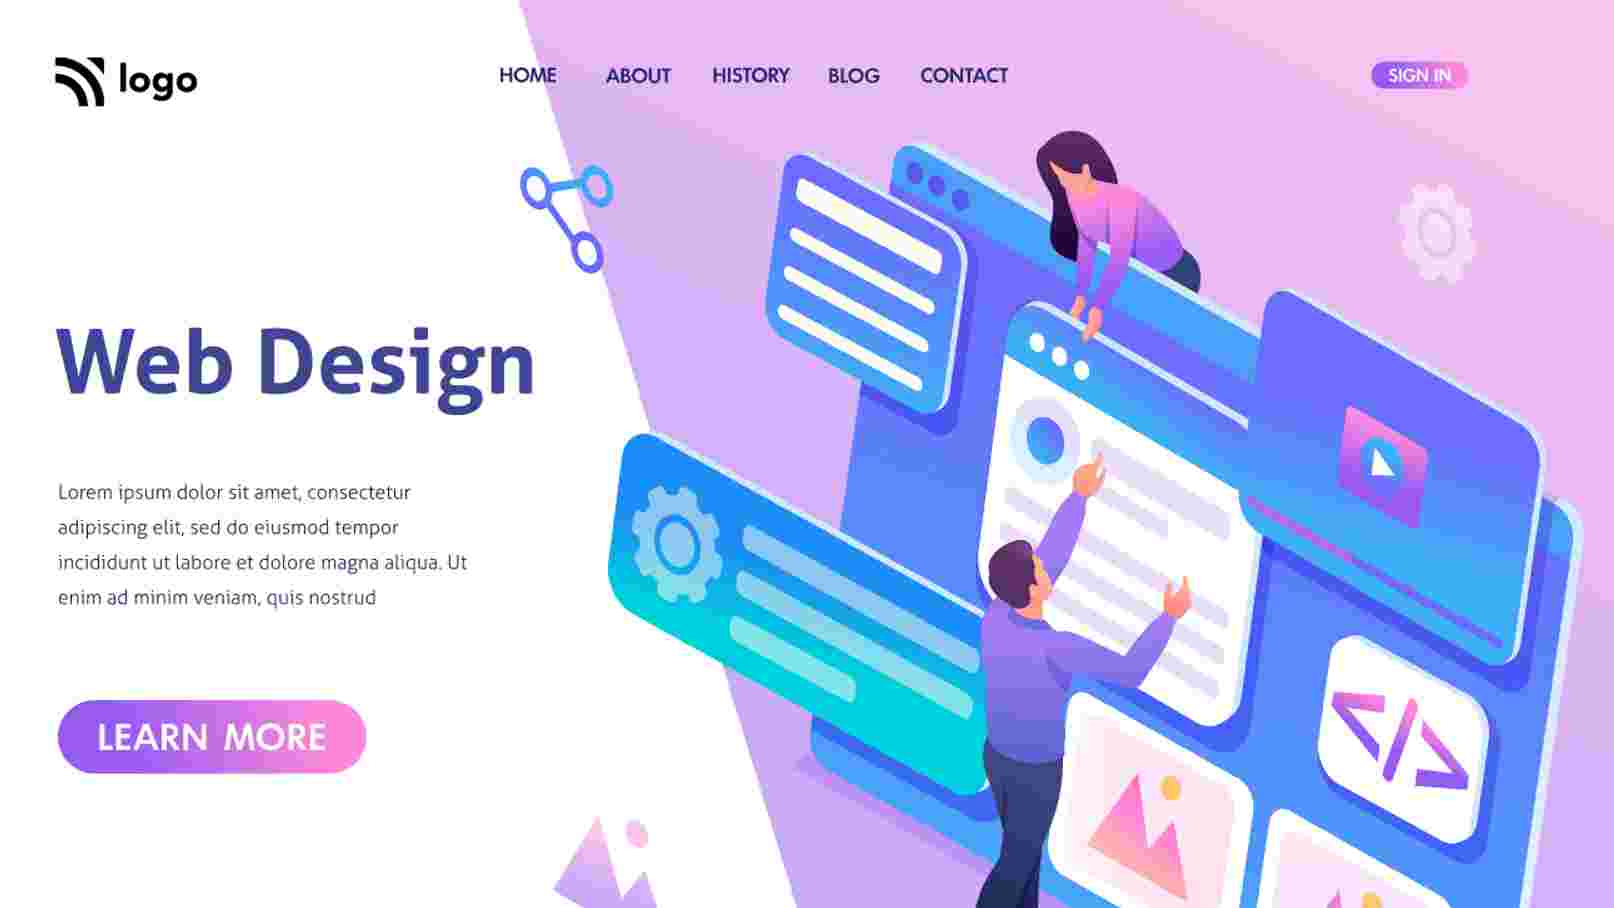 logo
HOME ABOUT HISTORY BLOG CONTACT
SIGN IN
Web Design
Lorem ipsum dolor sit amet, consectetur
adipiscing elit, sed do eiusmod tempor
incididunt ut labore et dolore magna aliqua. Ut
enim ad minim veniam, quis nostrud
LEARN MORE